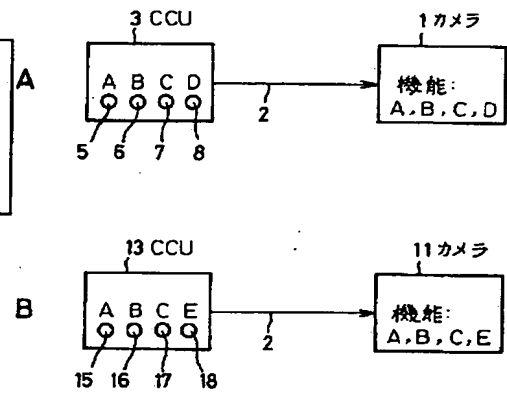 3 CCU
1 カメラ
A
A B C D
機能:
A,B,C,D
2
5 6 7 8
13 CCU
11 カメラ
B
A B C E
機能:
A,B,C,E
2
15 16 17 18